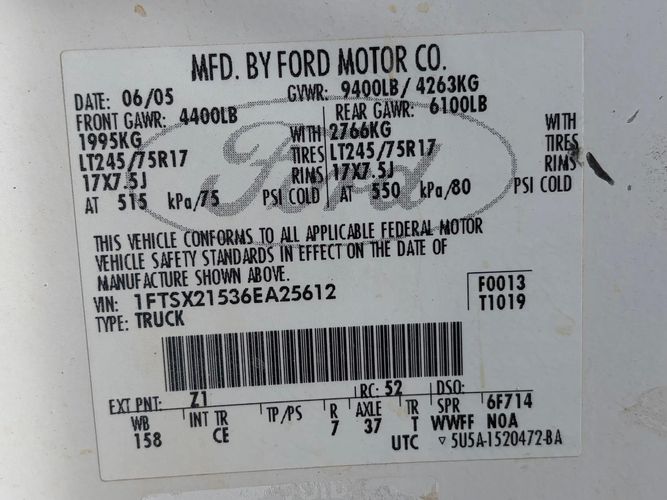 MFD. BY FORD MOTOR CO.
DATE: 06/05 GVWR: 9400LB/ 4263KG
FRONT GAWR: 4400LB REAR GAWR: 6100LB
1995KG WITH 2766KG WITH
LT245/75R17 TIRES LT245/75R17 TIRES
17X7.5J RIMS 17X7.5J RIMS
AT 515 kPa/75 PSI COLD AT 550 kPa/80 PSI COLD
Ford
THIS VEHICLE CONFORMS TO ALL APPLICABLE FEDERAL MOTOR
VEHICLE SAFETY STANDARDS IN EFFECT ON THE DATE OF
MANUFACTURE SHOWN ABOVE.
VIN: 1FTSX21536EA25612 F0013
TYPE: TRUCK T1019
EXT PNT: Z1 RC: 52 DSO:
WB INT TR TP/PS R AXLE TR SPR 6F714
158 CE 7 37 T WWFF NOA
UTC ▽ 5U5A-1520472-BA